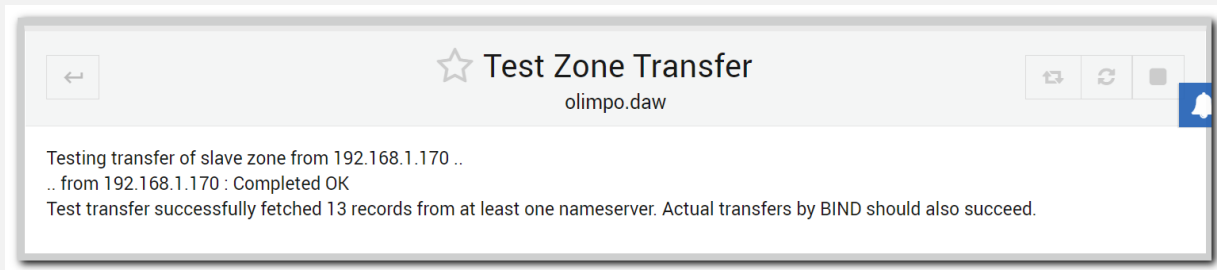 Test Zone Transfer
olimpo.daw
Testing transfer of slave zone from 192.168.1.170 ..
.. from 192.168.1.170 : Completed OK
Test transfer successfully fetched 13 records from at least one nameserver. Actual transfers by BIND should also succeed.